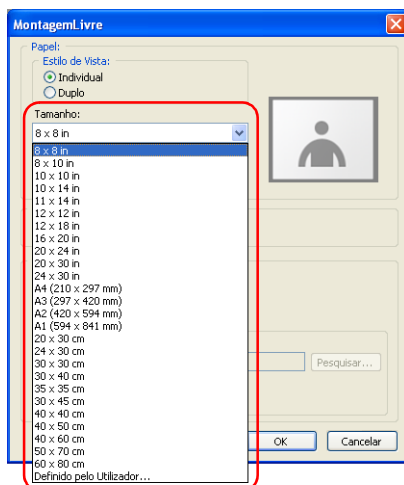 MontagemLivre
Papel:
Estilo de Vista:
Individual
Duplo
Tamanho:
8 x 8 in
8 x 8 in
8 x 10 in
10 x 10 in
10 x 14 in
11 x 14 in
12 x 12 in
12 x 18 in
16 x 20 in
20 x 24 in
20 x 30 in
24 x 30 in
A4 (210 x 297 mm)
A3 (297 x 420 mm)
A2 (420 x 594 mm)
A1 (594 x 841 mm)
20 x 30 cm
24 x 30 cm
30 x 30 cm
30 x 40 cm
35 x 35 cm
30 x 45 cm
40 x 40 cm
40 x 50 cm
40 x 60 cm
50 x 70 cm
60 x 80 cm
Definido pelo Utilizador...
Pesquisar...
OK
Cancelar